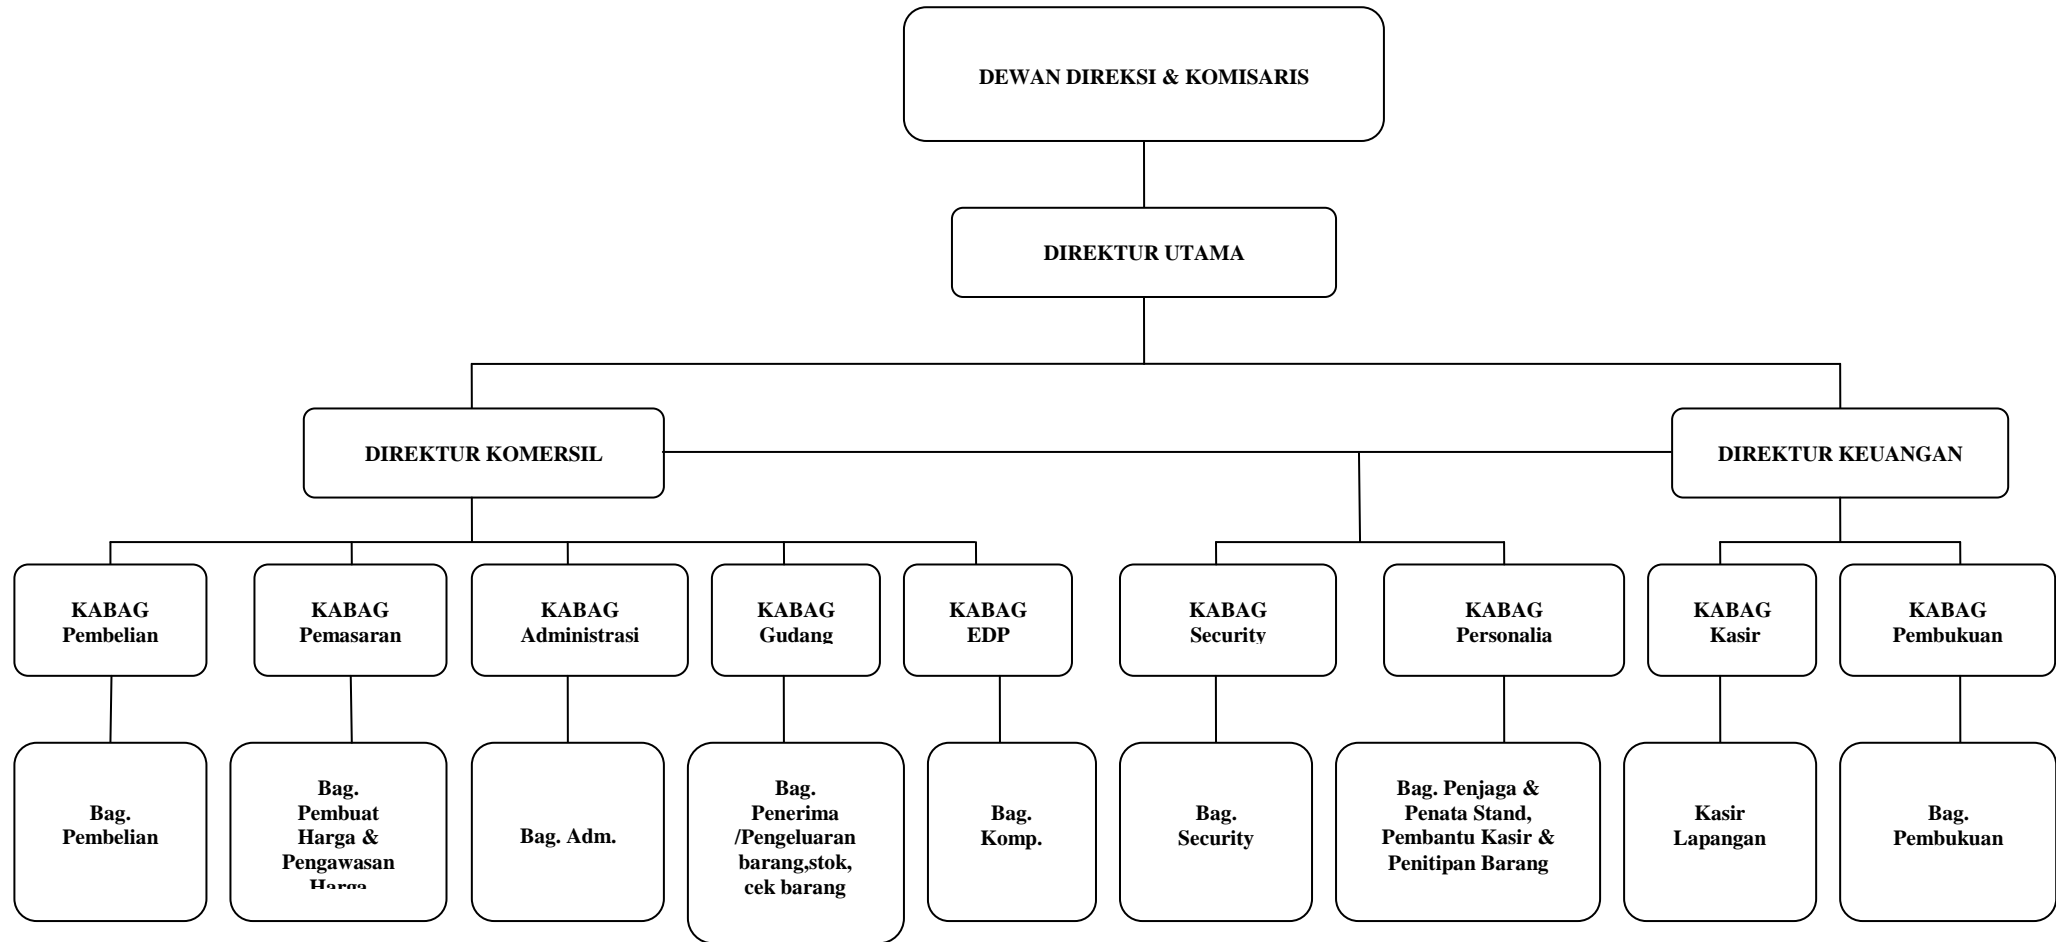 DEWAN DIREKSI & KOMISARIS
DIREKTUR UTAMA
DIREKTUR KOMERSIL
DIREKTUR KEUANGAN
KABAG
Pembelian
KABAG
Pemasaran
KABAG
Administrasi
KABAG
Gudang
KABAG
EDP
KABAG
Security
KABAG
Personalia
KABAG
Kasir
KABAG
Pembukuan
Bag.
Pembelian
Bag.
Pembuat
Harga &
Pengawasan
Harga
Bag. Adm.
Bag.
Penerima
/Pengeluaran
barang,stok,
cek barang
Bag.
Komp.
Bag.
Security
Bag. Penjaga &
Penata Stand,
Pembantu Kasir &
Penitipan Barang
Kasir
Lapangan
Bag.
Pembukuan